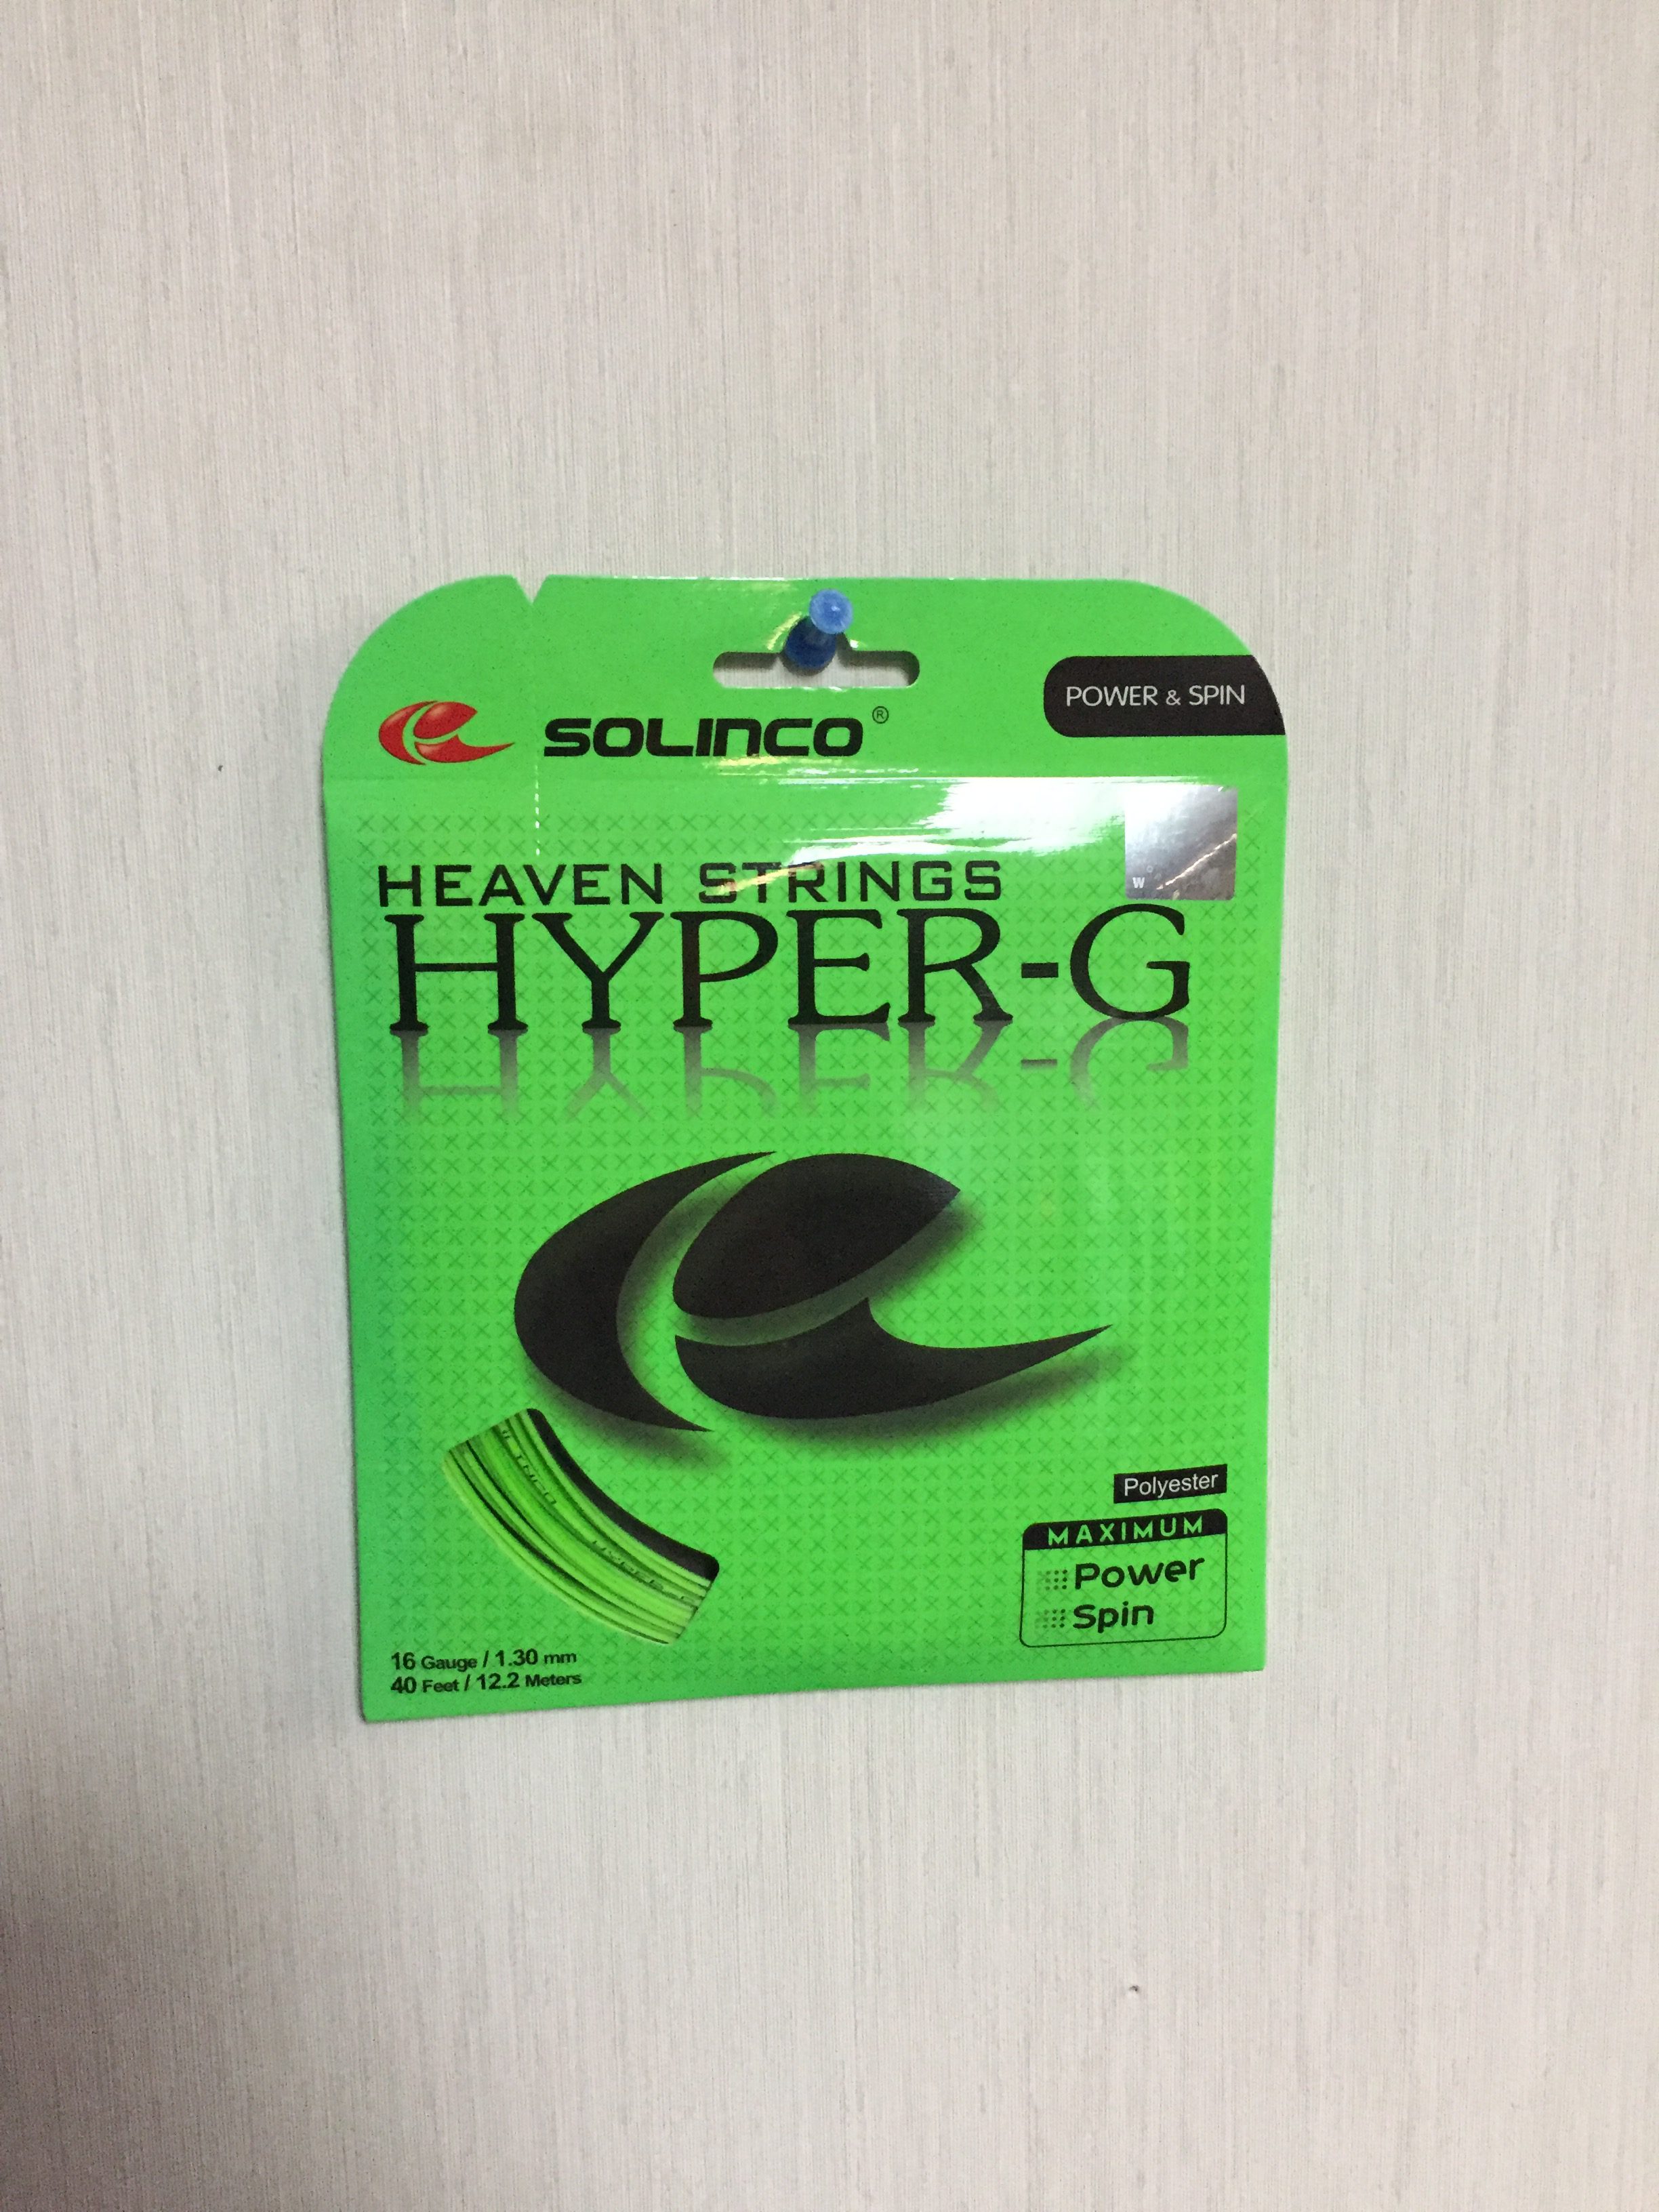 SOLINCO®
POWER & SPIN
HEAVEN STRINGS
HYPER-G
Polyester
MAXIMUM
Power
Spin
16 Gauge / 1.30 mm
40 Feet / 12.2 Meters